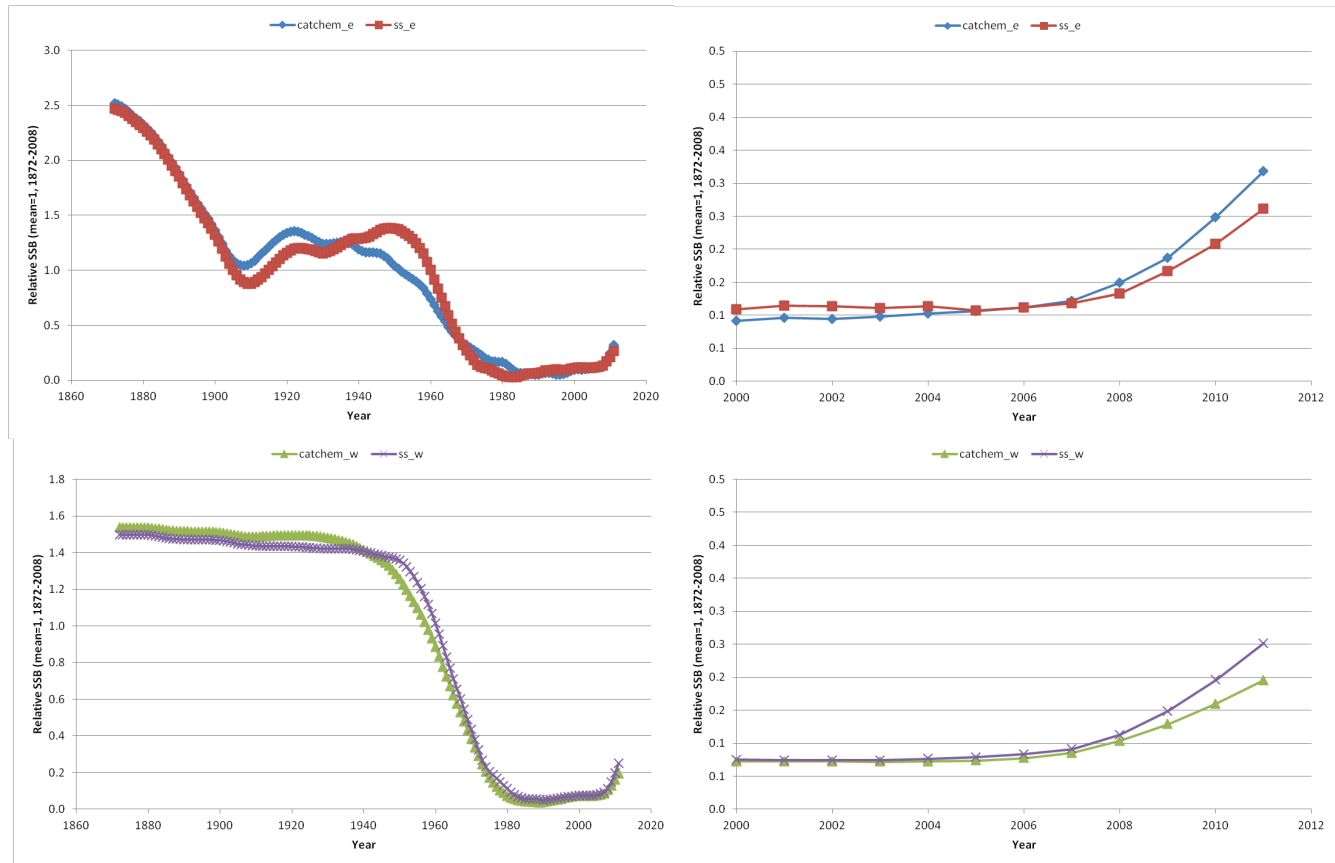 catchem_e ss_e
Relative SSB (mean=1, 1872-2008)
3.0
2.5
2.0
1.5
1.0
0.5
0.0
1860 1880 1900 1920 1940 1960 1980 2000 2020
Year
catchem_e ss_e
Relative SSB (mean=1, 1872-2008)
0.5
0.5
0.4
0.4
0.3
0.3
0.2
0.2
0.1
0.1
0.0
2000 2002 2004 2006 2008 2010 2012
Year
catchem_w ss_w
Relative SSB (mean=1, 1872-2008)
1.8
1.6
1.4
1.2
1.0
0.8
0.6
0.4
0.2
0.0
1860 1880 1900 1920 1940 1960 1980 2000 2020
Year
catchem_w ss_w
Relative SSB (mean=1, 1872-2008)
0.5
0.5
0.4
0.4
0.3
0.3
0.2
0.2
0.1
0.1
0.0
2000 2002 2004 2006 2008 2010 2012
Year